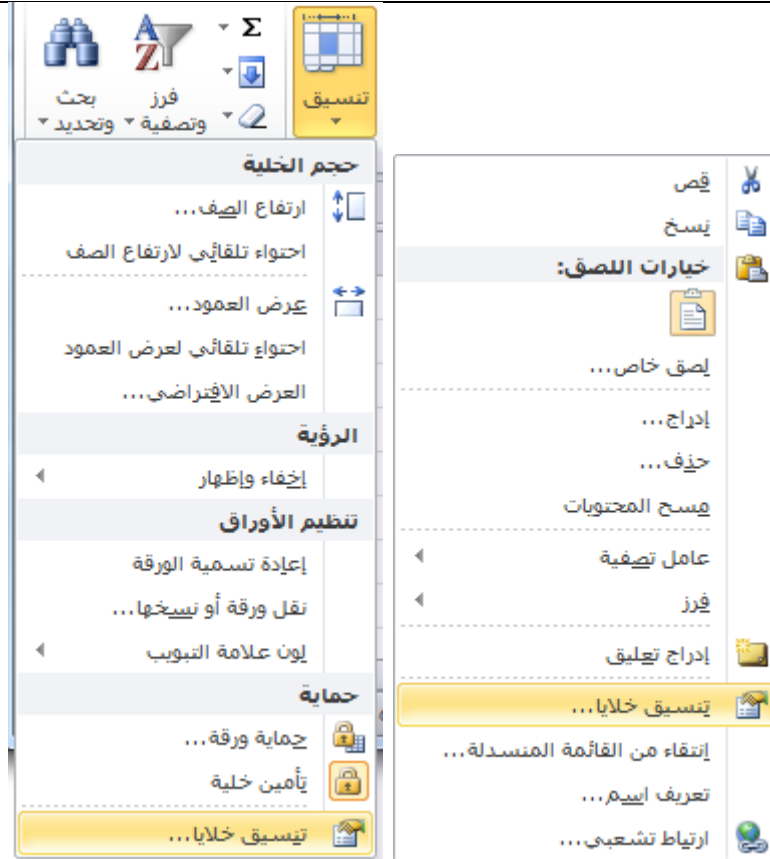 قص
نسخ
خيارات اللصق:
لصق خاص...
إدراج...
حذف...
مسح المحتويات
عامل تصفية
فرز
إدراج تعليق
تنسيق خلايا...
إنتقاء من القائمة المنسدلة...
تعريف اسم...
ارتباط تشعبي...
تنسيق
Σ
فرز وتصفية
بحث وتحديد
حجم الخلية
ارتفاع الصف...
احتواء تلقائي لارتفاع الصف
عرض العمود...
احتواء تلقائي لعرض العمود
العرض الافتراضي...
الرؤية
إخفاء وإظهار
تنظيم الأوراق
إعادة تسمية الورقة
نقل ورقة أو نسخها...
لون علامة التبويب
حماية
حماية ورقة...
تأمين خلية
تنسيق خلايا...